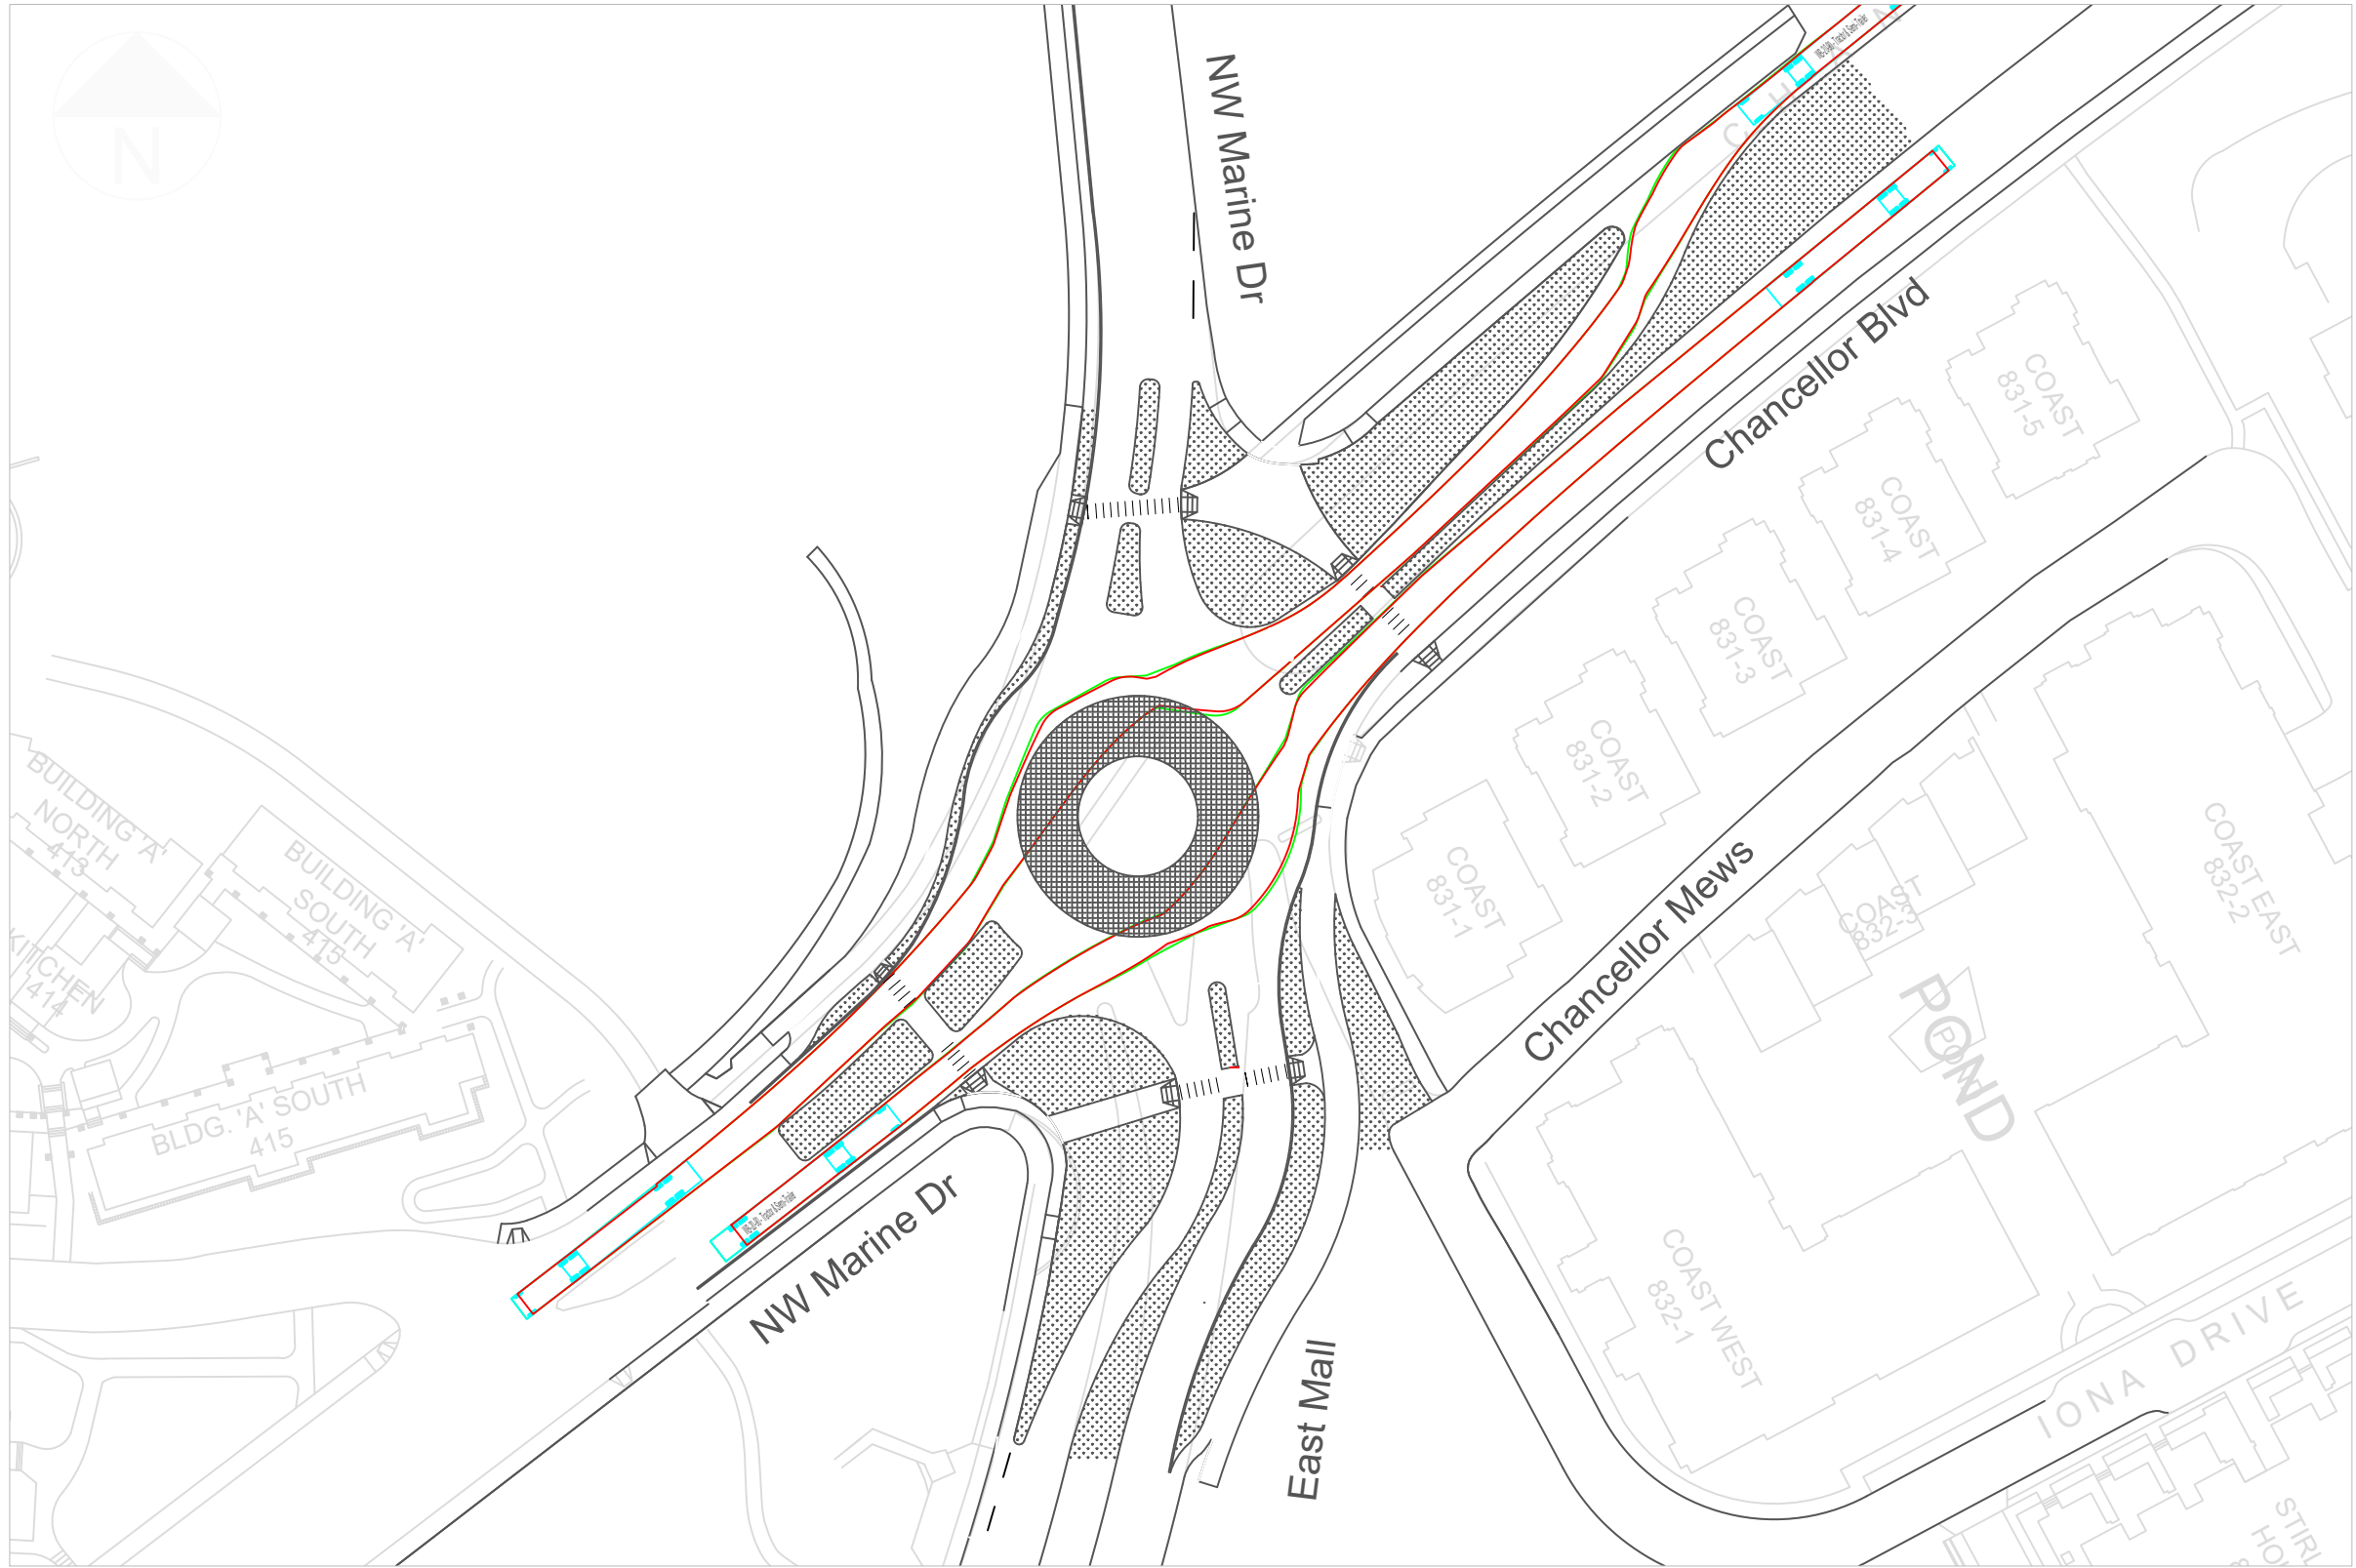 N
NW Marine Dr
Chancellor Blvd
COAST
831-5
COAST
831-4
COAST
831-3
COAST
831-2
COAST
831-1
Chancellor Mews
COAST EAST
832-2
COAST
832-3
POND
POND
COAST WEST
832-1
IONA DRIVE
BUILDING 'A'
NORTH
413
BUILDING 'A'
SOUTH
415
KITCHEN
414
BLDG. 'A' SOUTH
415
NW Marine Dr
East Mall